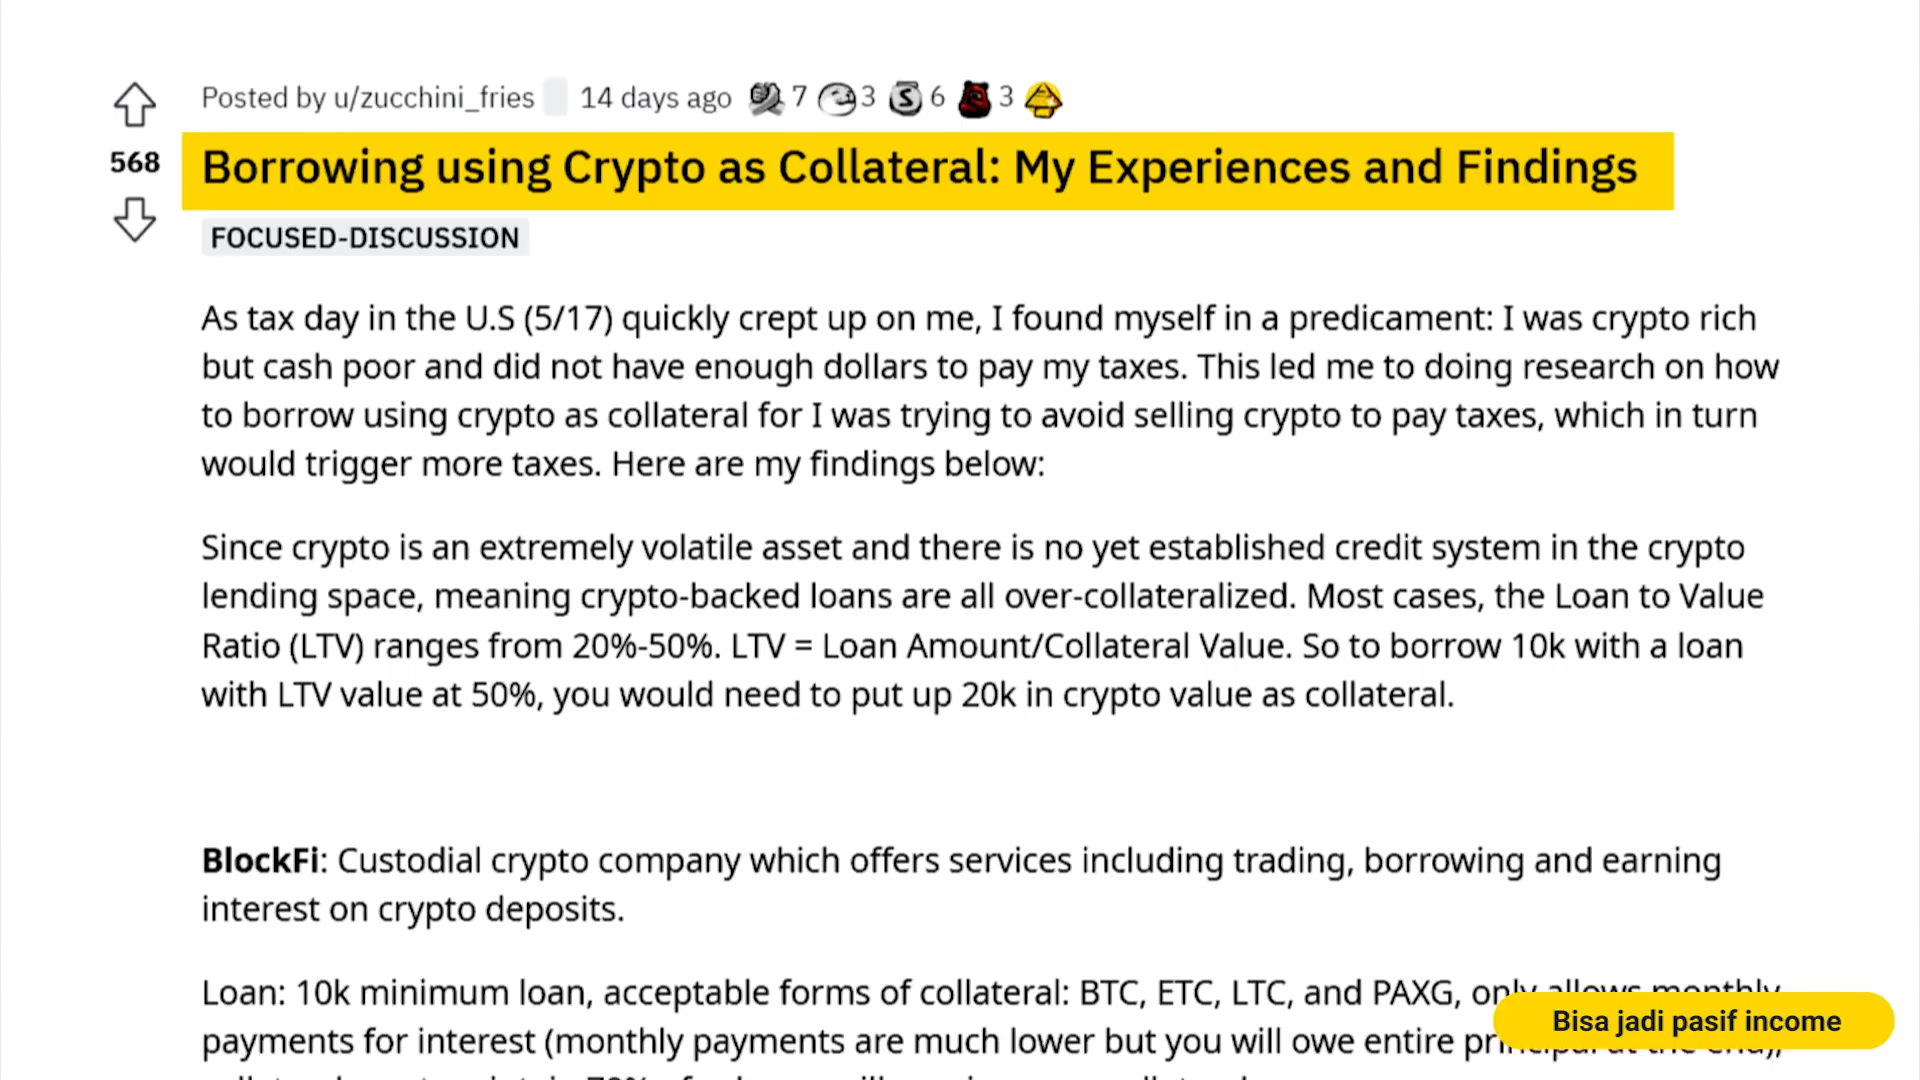 Posted by u/zucchini_fries 14 days ago 7 3 6 3
568
Borrowing using Crypto as Collateral: My Experiences and Findings
FOCUSED-DISCUSSION
As tax day in the U.S (5/17) quickly crept up on me, I found myself in a predicament: I was crypto rich
but cash poor and did not have enough dollars to pay my taxes. This led me to doing research on how
to borrow using crypto as collateral for I was trying to avoid selling crypto to pay taxes, which in turn
would trigger more taxes. Here are my findings below:
Since crypto is an extremely volatile asset and there is no yet established credit system in the crypto
lending space, meaning crypto-backed loans are all over-collateralized. Most cases, the Loan to Value
Ratio (LTV) ranges from 20%-50%. LTV = Loan Amount/Collateral Value. So to borrow 10k with a loan
with LTV value at 50%, you would need to put up 20k in crypto value as collateral.
BlockFi: Custodial crypto company which offers services including trading, borrowing and earning
interest on crypto deposits.
Loan: 10k minimum loan, acceptable forms of collateral: BTC, ETC, LTC, and PAXG, only allows monthly
payments for interest (monthly payments are much lower but you will owe entire principal at the end),
Bisa jadi pasif income